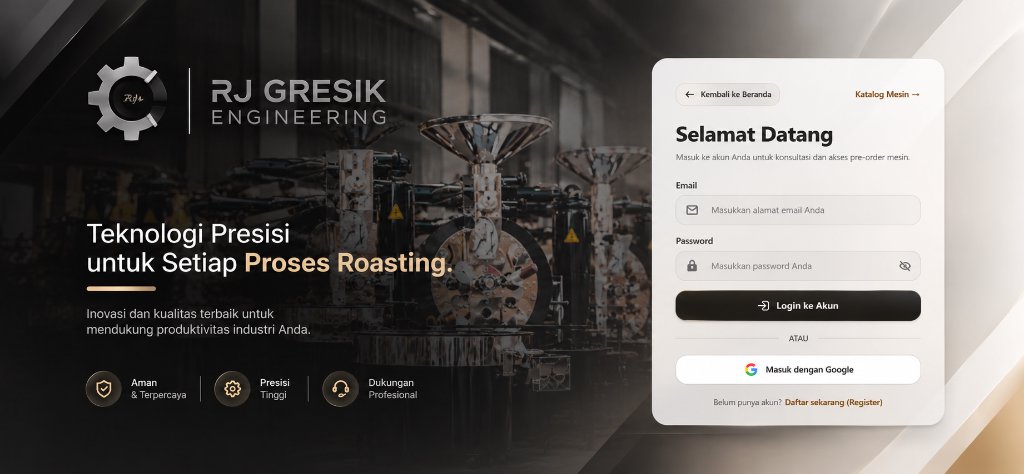 Rjls
RJ GRESIK
ENGINEERING
Teknologi Presisi
untuk Setiap Proses Roasting.
Inovasi dan kualitas terbaik untuk
mendukung produktivitas industri Anda.
Aman
& Terpercaya
Presisi
Tinggi
Dukungan
Profesional
← Kembali ke Beranda
Katalog Mesin →
Selamat Datang
Masuk ke akun Anda untuk konsultasi dan akses pre-order mesin.
Email
Masukkan alamat email Anda
Password
Masukkan password Anda
Login ke Akun
ATAU
Masuk dengan Google
Belum punya akun? Daftar sekarang (Register)